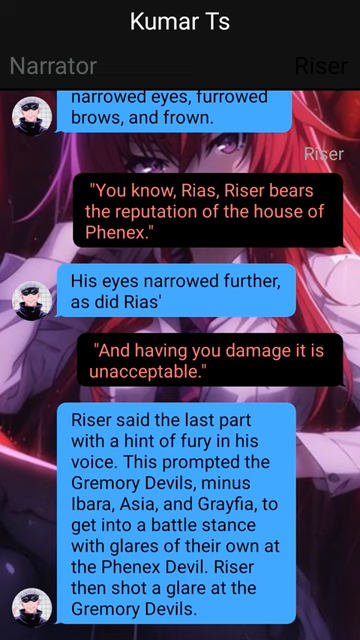 Kumar Ts
Narrator
Riser
narrowed eyes, furrowed
brows, and frown.
Riser
"You know, Rias, Riser bears
the reputation of the house of
Phenex."
His eyes narrowed further,
as did Rias'
"And having you damage it is
unacceptable."
Riser said the last part
with a hint of fury in his
voice. This prompted the
Gremory Devils, minus
Ibara, Asia, and Grayfia, to
get into a battle stance
with glares of their own at
the Phenex Devil. Riser
then shot a glare at the
Gremory Devils.